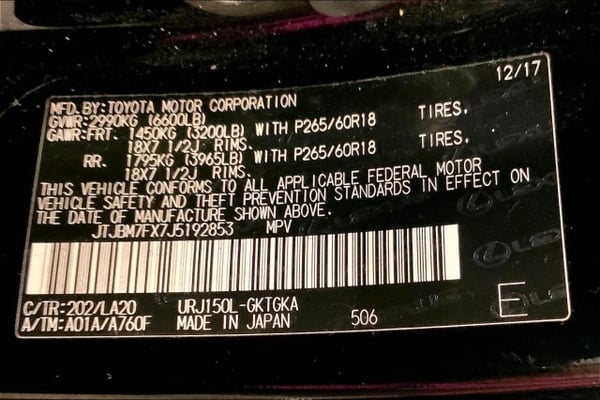 12/17
MFD. BY: TOYOTA MOTOR CORPORATION
GVWR: 2990KG (6600LB)
GAWR: FRT. 1450KG (3200LB) WITH P265/60R18 TIRES.
18X7 1/2J RIMS.
RR. 1795KG (3965LB) WITH P265/60R18 TIRES.
18X7 1/2J RIMS.
THIS VEHICLE CONFORMS TO ALL APPLICABLE FEDERAL MOTOR
VEHICLE SAFETY AND THEFT PREVENTION STANDARDS IN EFFECT ON
THE DATE OF MANUFACTURE SHOWN ABOVE.
JTJBM7FX7J5192853 MPV
C/TR: 202/LA20 URJ150L-GKTGKA
A/TM: A01A/A760F MADE IN JAPAN 506 E